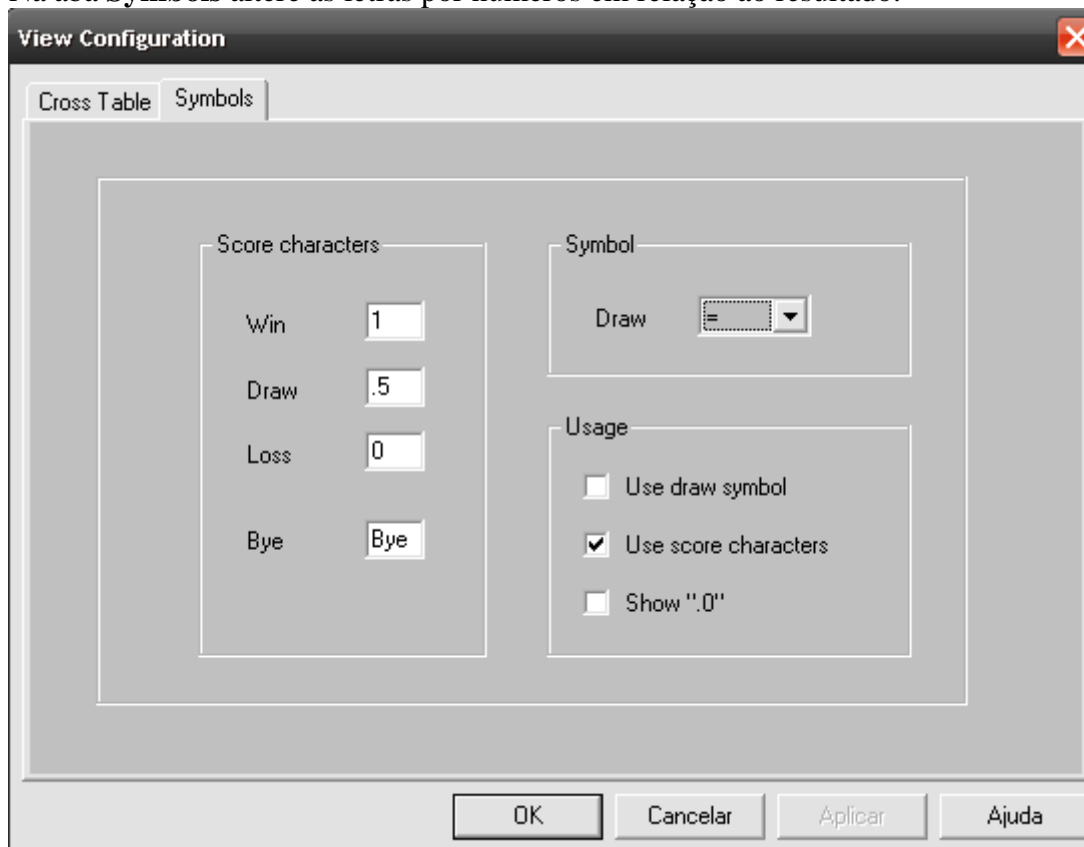 Na aba Symbols altere as letras por números em relação ao resultado.
View Configuration
Cross Table
Symbols
Score characters
Win
1
Draw
.5
Loss
0
Bye
Bye
Symbol
Draw
=
Usage
Use draw symbol
Use score characters
Show ".0"
OK
Cancelar
Aplicar
Ajuda